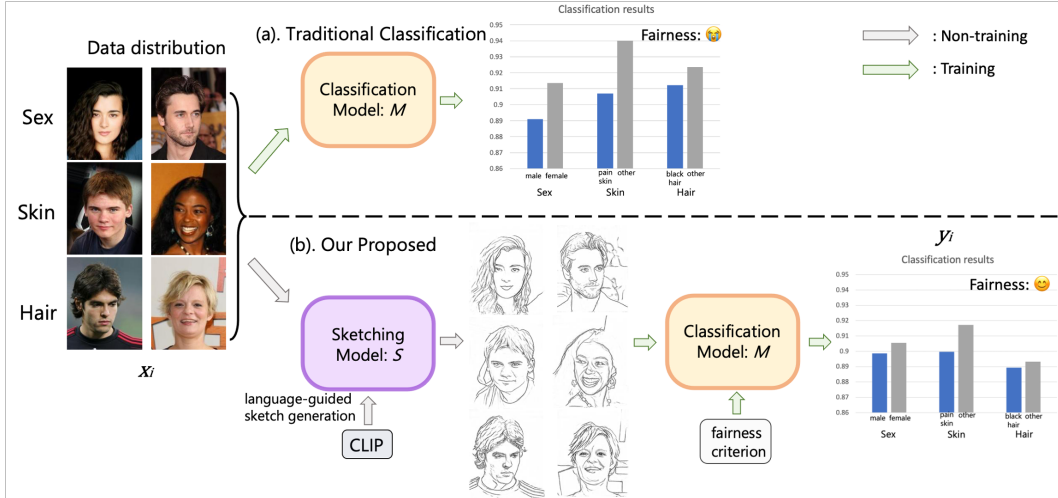 Data distribution
Sex
Skin
Hair
xi
(a). Traditional Classification
Classification
Model: M
Classification results
Fairness: 😭
0.95
0.94
0.93
0.92
0.91
0.9
0.89
0.88
0.87
0.86
male female
pain
skin
other
black
hair
other
Sex
Skin
Hair
: Non-training
: Training
(b). Our Proposed
Sketching
Model: S
language-guided
sketch generation
CLIP
Classification
Model: M
fairness
criterion
yi
Classification results
Fairness: 😊
0.95
0.94
0.93
0.92
0.91
0.9
0.89
0.88
0.87
0.86
male female
pain
skin
other
black
hair
other
Sex
Skin
Hair